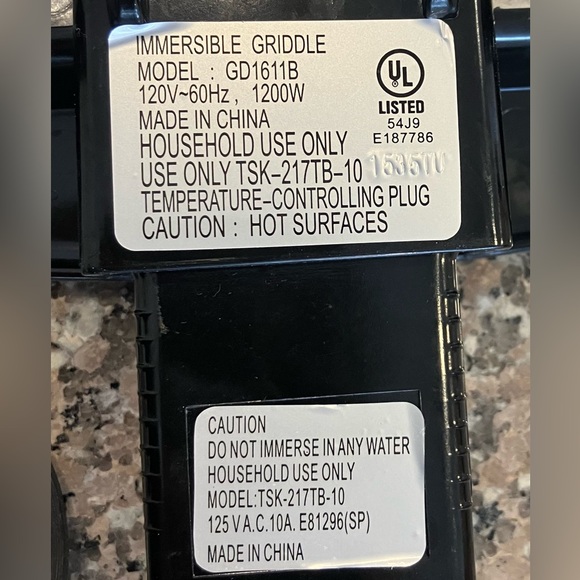 IMMERSIBLE GRIDDLE
MODEL : GD1611B
120V~60Hz , 1200W
MADE IN CHINA
HOUSEHOLD USE ONLY
USE ONLY TSK-217TB-10
TEMPERATURE-CONTROLLING PLUG
CAUTION : HOT SURFACES
UL
LISTED
54J9
E187786
CAUTION
DO NOT IMMERSE IN ANY WATER
HOUSEHOLD USE ONLY
MODEL:TSK-217TB-10
125 V A.C.10A. E81296(SP)
MADE IN CHINA